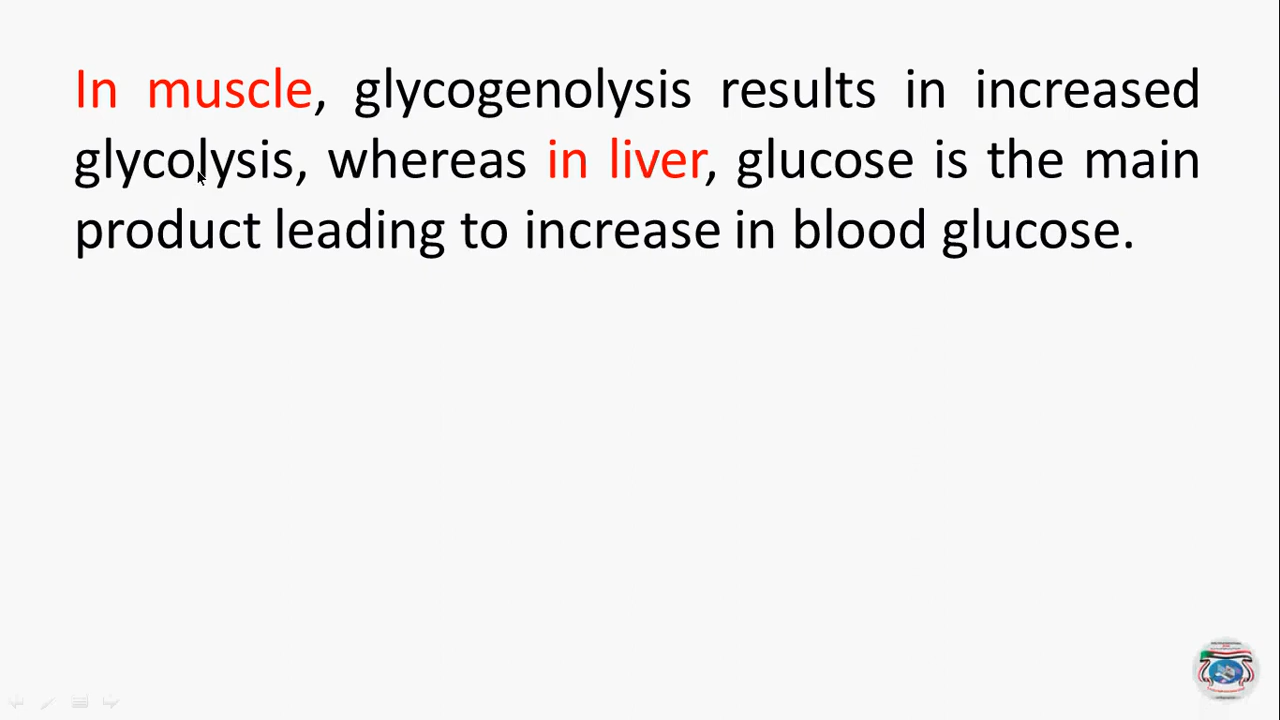 In muscle, glycogenolysis results in increased
glycolysis, whereas in liver, glucose is the main
product leading to increase in blood glucose.